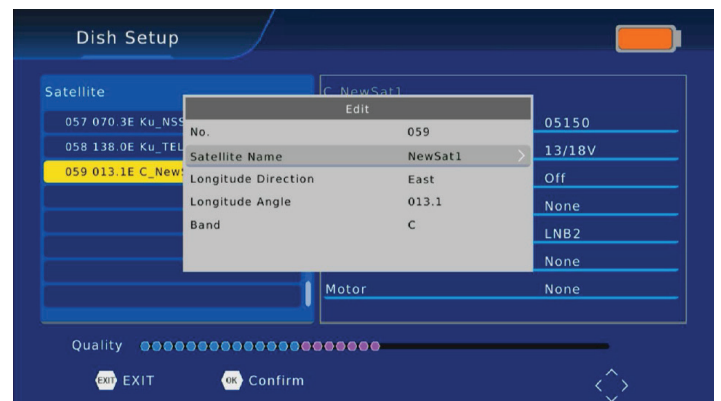 Dish Setup
Satellite
C_NewSat1
057 070.3E Ku_NSS
058 138.0E Ku_TEL
059 013.1E C_NewS
Edit
No. 059
Satellite Name NewSat1
Longitude Direction East
Longitude Angle 013.1
Band C
05150
13/18V
Off
None
LNB2
None
Motor None
Quality
EXIT EXIT
OK Confirm